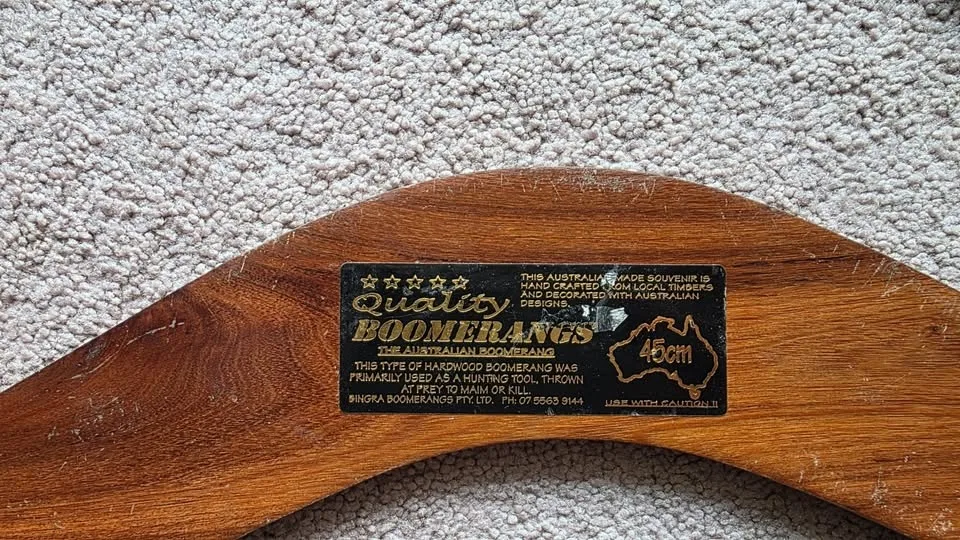 Quality
BOOMERANGS
THE AUSTRALIAN BOOMERANG
THIS TYPE OF HARDWOOD BOOMERANG WAS
PRIMARILY USED AS A HUNTING TOOL, THROWN
AT PREY TO MAIM OR KILL.
BINGRA BOOMERANGS PTY. LTD. PH: 07 5563 9144
THIS AUSTRALIAN MADE SOUVENIR IS
HAND CRAFTED FROM LOCAL TIMBERS
AND DECORATED WITH AUSTRALIAN
DESIGNS.
45cm
USE WITH CAUTION !!